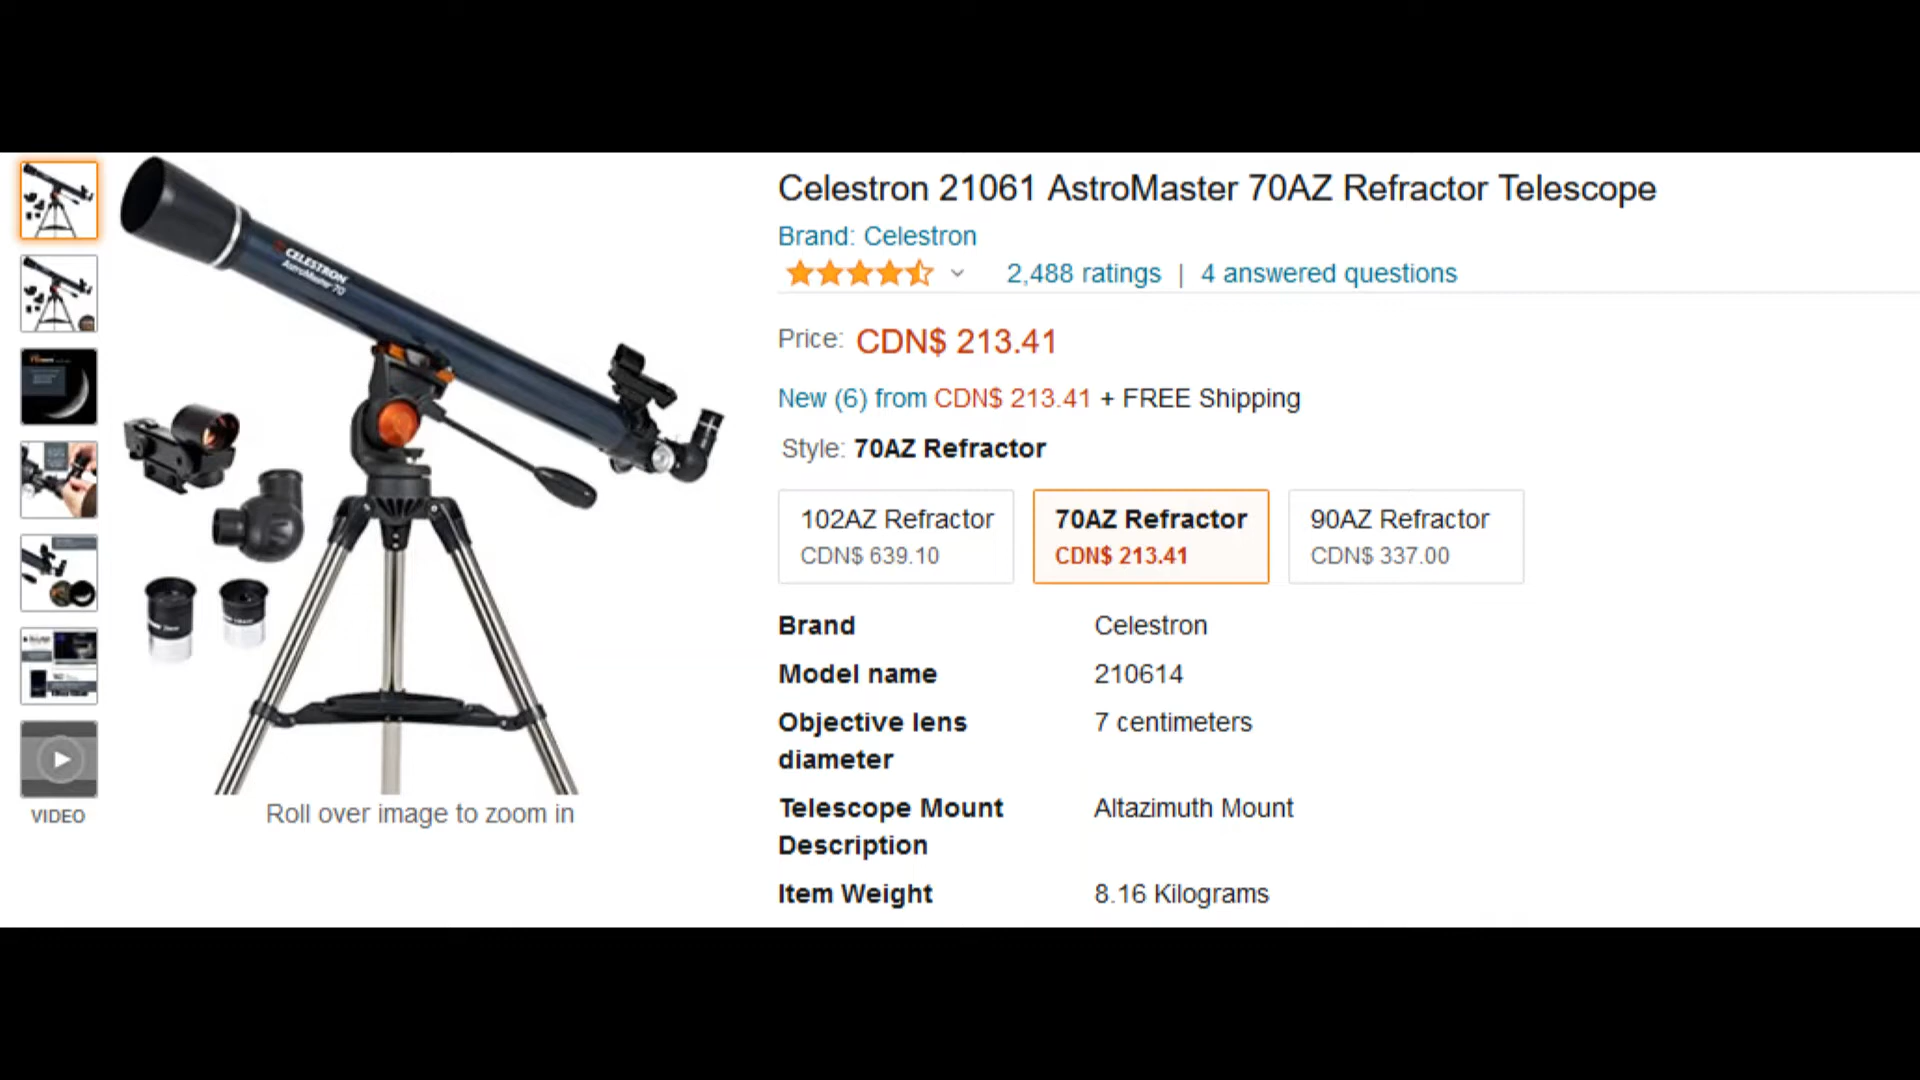 CELESTRON
AstroMaster 70
VIDEO
Roll over image to zoom in
Celestron 21061 AstroMaster 70AZ Refractor Telescope
Brand: Celestron
2,488 ratings | 4 answered questions
Price: CDN$ 213.41
New (6) from CDN$ 213.41 + FREE Shipping
Style: 70AZ Refractor
102AZ Refractor 70AZ Refractor 90AZ Refractor
CDN$ 639.10 CDN$ 213.41 CDN$ 337.00
Brand Celestron
Model name 210614
Objective lens 7 centimeters
diameter
Telescope Mount Altazimuth Mount
Description
Item Weight 8.16 Kilograms